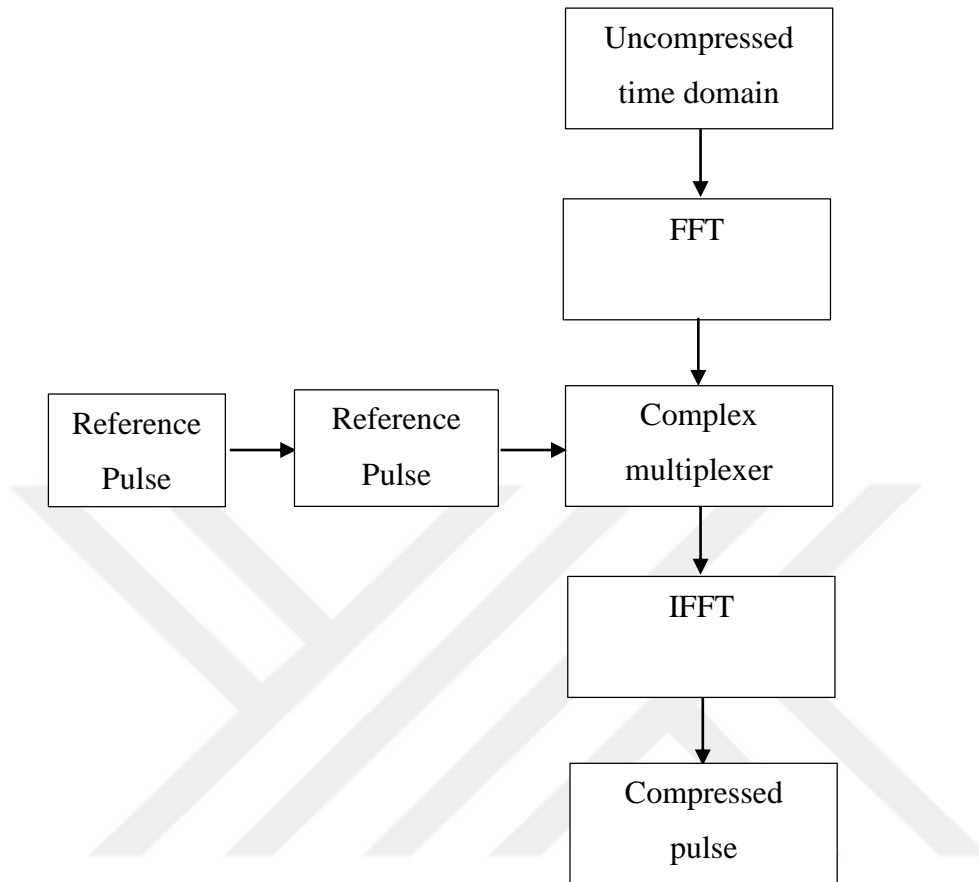 Uncompressed
time domain
FFT
Reference
Pulse
Reference
Pulse
Complex
multiplexer
IFFT
Compressed
pulse